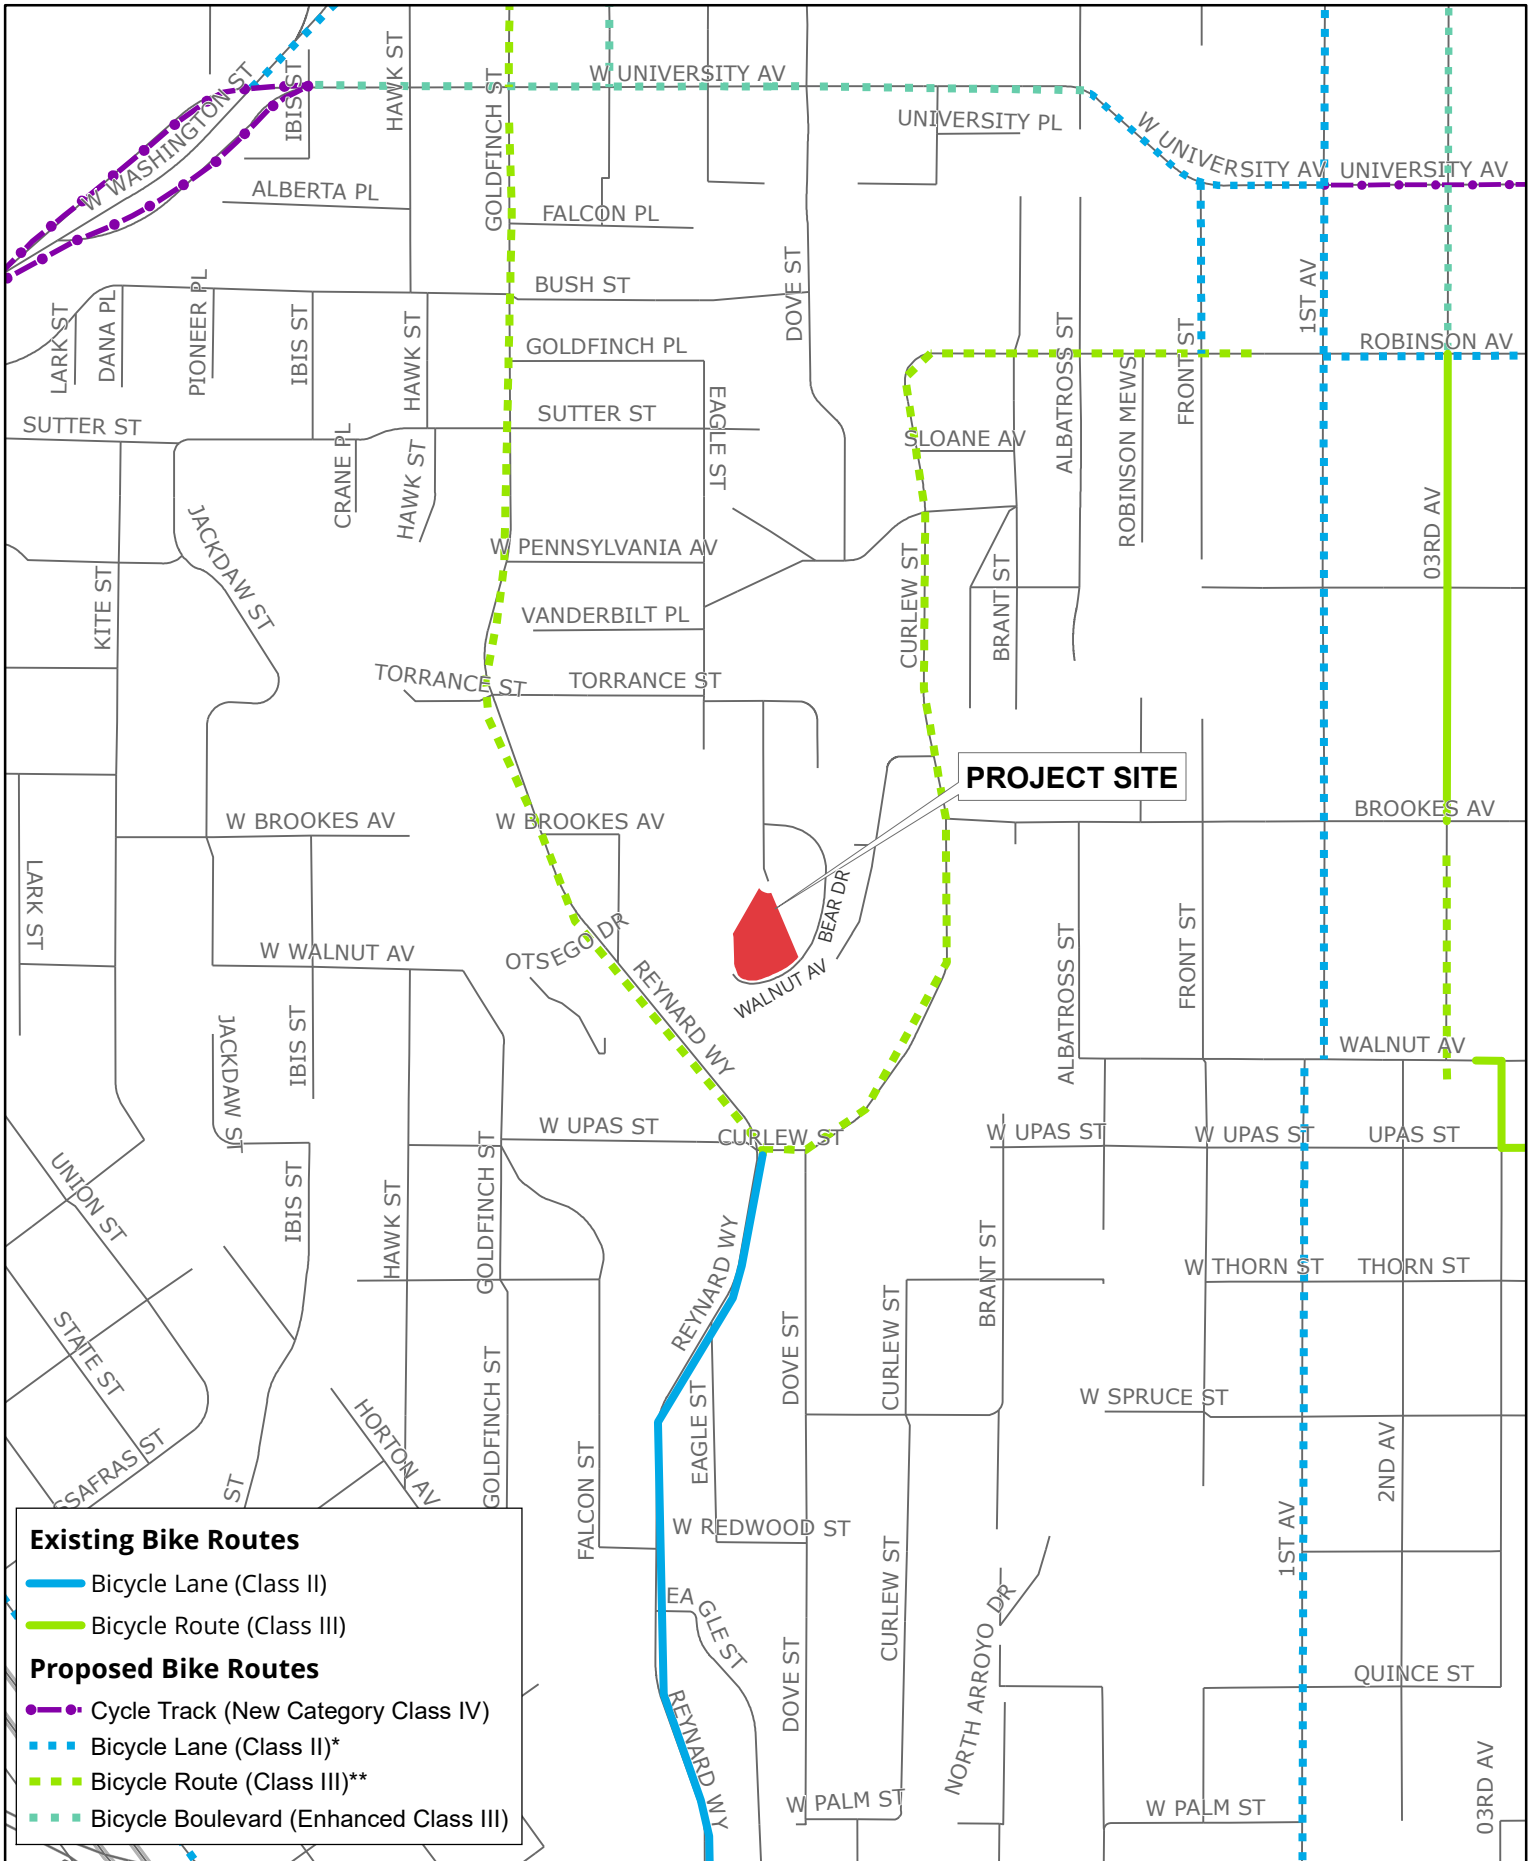 W UNIVERSITY AV
W WASHINGTON ST
IBIS ST
HAWK ST
GOLDFINCH ST
UNIVERSITY PL
W UNIVERSITY AV
UNIVERSITY AV
ALBERTA PL
FALCON PL
BUSH ST
DOVE ST
1ST AV
LARK ST
DANA PL
PIONEER PL
IBIS ST
HAWK ST
GOLDFINCH PL
ALBATROSS ST
FRONT ST
ROBINSON AV
ROBINSON MEWS
EAGLE ST
SUTTER ST
SUTTER ST
SLOANE AV
CRANE PL
HAWK ST
JACKDAW ST
W PENNSYLVANIA AV
03RD AV
KITE ST
CURLEW ST
BRANT ST
VANDERBILT PL
TORRANCE ST
TORRANCE ST
PROJECT SITE
W BROOKES AV
W BROOKES AV
BROOKES AV
LARK ST
BEAR DR
OTSEGO DR
W WALNUT AV
REYNARD WY
WALNUT AV
ALBATROSS ST
FRONT ST
JACKDAW ST
IBIS ST
WALNUT AV
W UPAS ST
CURLEW ST
W UPAS ST
W UPAS ST
UPAS ST
UNION ST
IBIS ST
HAWK ST
GOLDFINCH ST
REYNARD WY
BRANT ST
W THORN ST
THORN ST
STATE ST
DOVE ST
CURLEW ST
GOLDFINCH ST
HORTON AV
EAGLE ST
W SPRUCE ST
SSAFRAS ST
ST
FALCON ST
2ND AV
W REDWOOD ST
1ST AV
Existing Bike Routes
Bicycle Lane (Class II)
Bicycle Route (Class III)
Proposed Bike Routes
Cycle Track (New Category Class IV)
Bicycle Lane (Class II)*
Bicycle Route (Class III)**
Bicycle Boulevard (Enhanced Class III)
EAGLE ST
CURLEW ST
NORTH ARROYO DR
DOVE ST
QUINCE ST
REYNARD WY
W PALM ST
W PALM ST
03RD AV